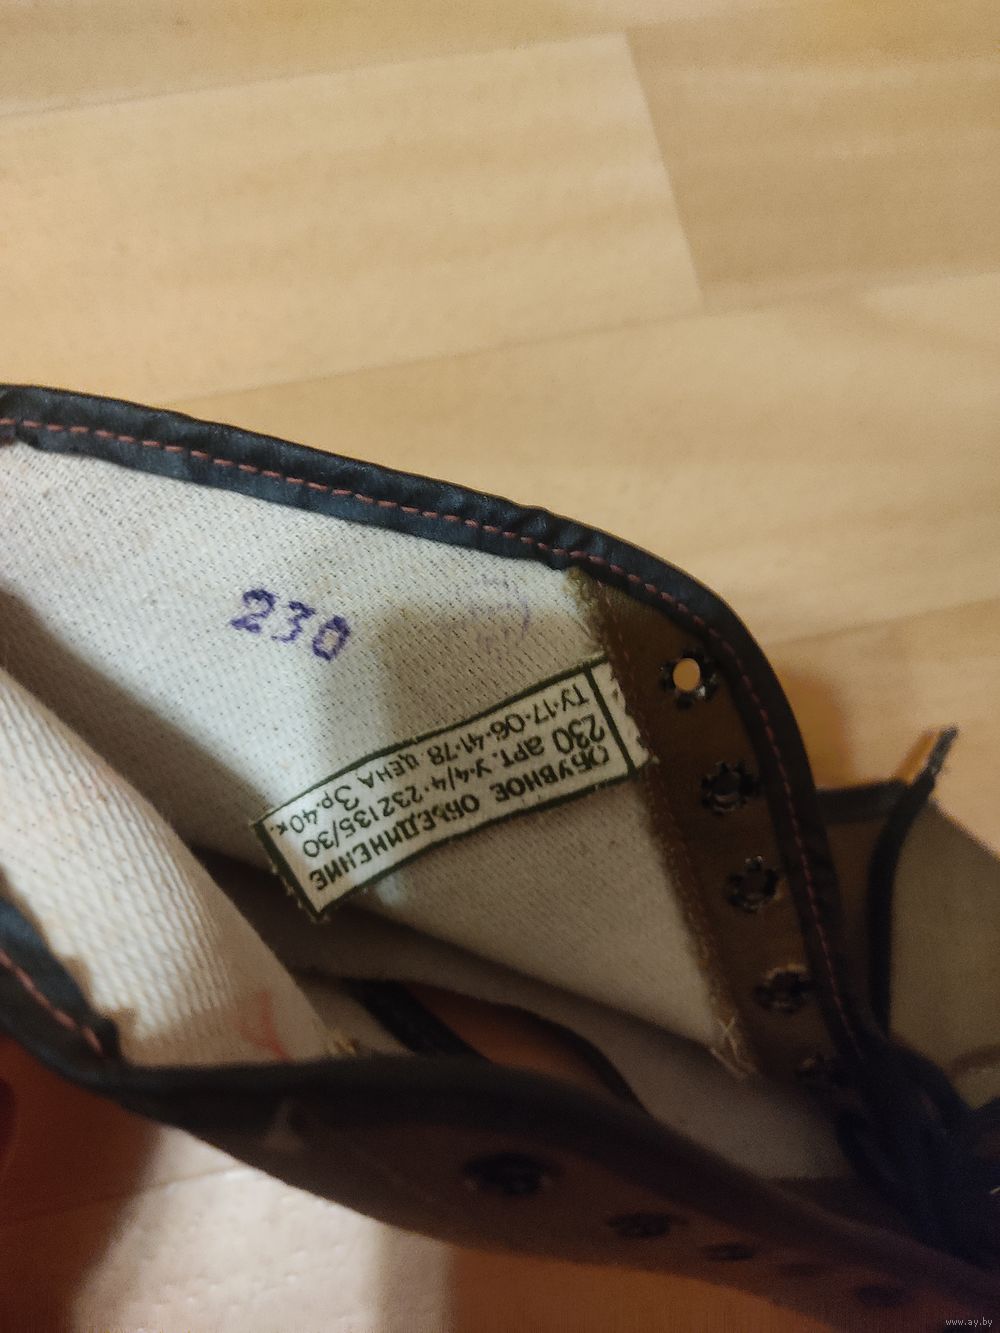 230
ОБУВНОЕ ОБЪЕДИНЕНИЕ
230 АРТ. У-4/4-232135/30
ТУ-17-06-41-78 ЦЕНА 3р.40к.
www.ay.by